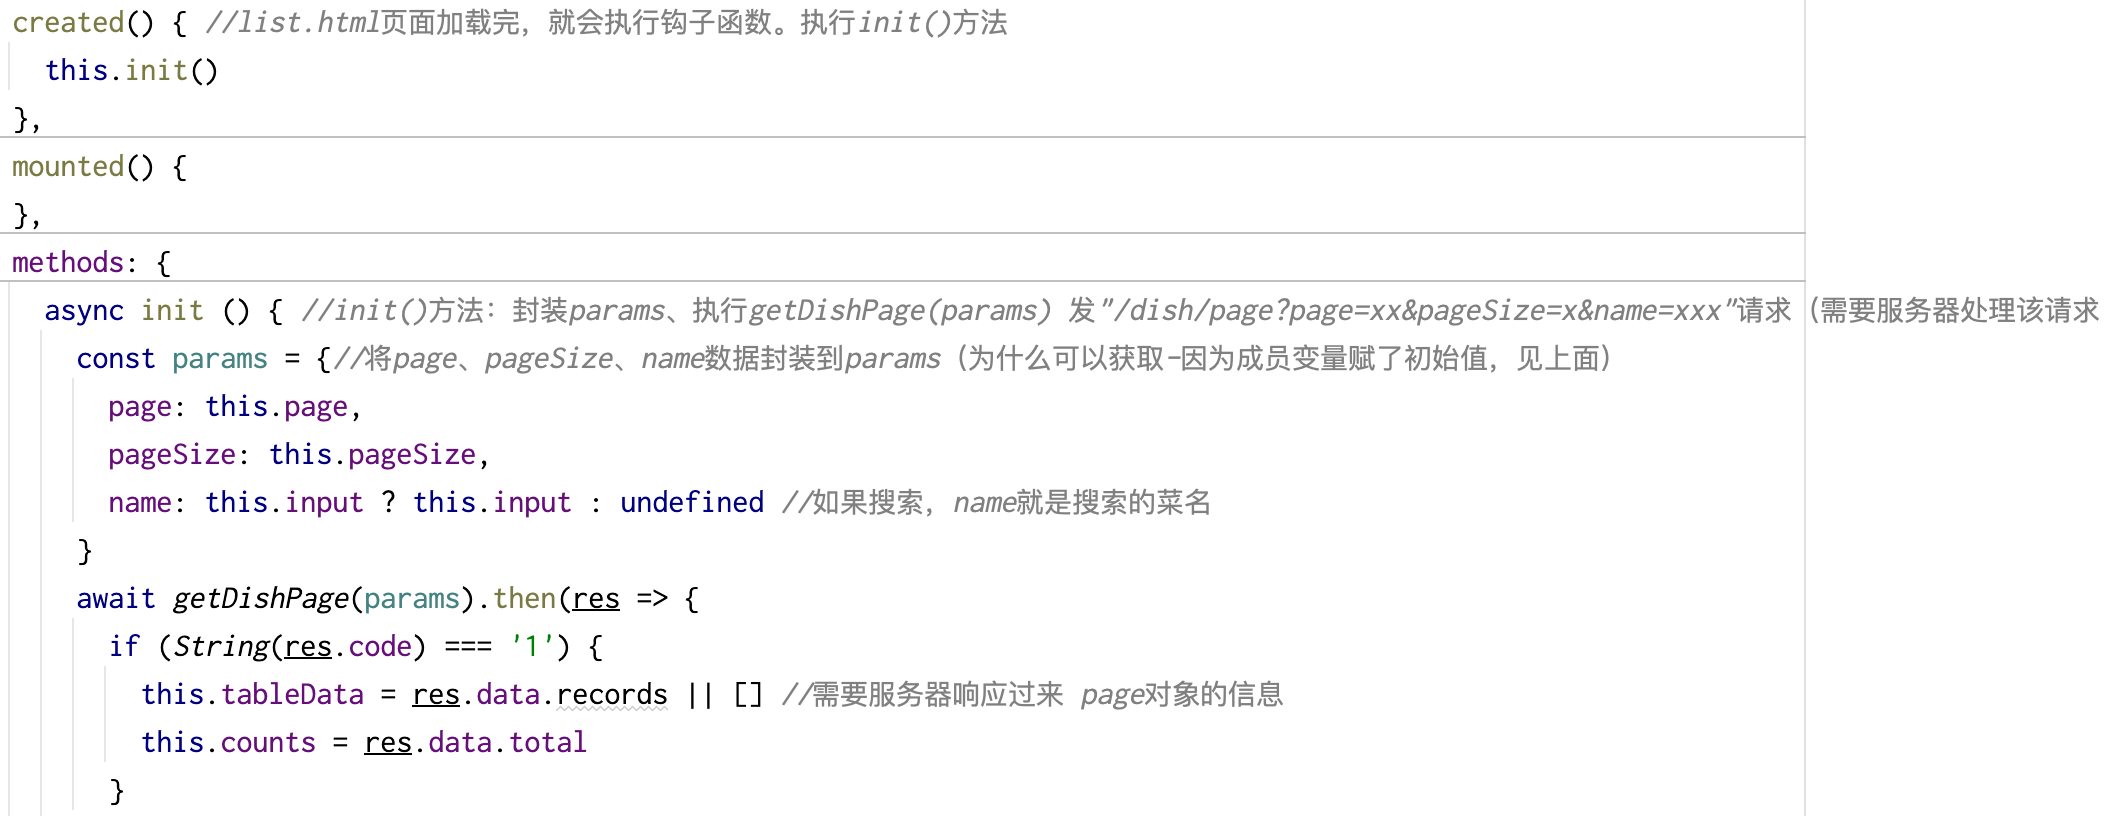 created() { //list.html页面加载完，就会执行钩子函数。执行init()方法
  this.init()
},
mounted() {
},
methods: {
  async init () { //init()方法：封装params、执行getDishPage(params) 发"/dish/page?page=xx&pageSize=x&name=xxx"请求（需要服务器处理该请求
    const params = {//将page、pageSize、name数据封装到params（为什么可以获取-因为成员变量赋了初始值，见上面）
      page: this.page,
      pageSize: this.pageSize,
      name: this.input ? this.input : undefined //如果搜索，name就是搜索的菜名
    }
    await getDishPage(params).then(res => {
      if (String(res.code) === '1') {
        this.tableData = res.data.records || [] //需要服务器响应过来 page对象的信息
        this.counts = res.data.total
      }